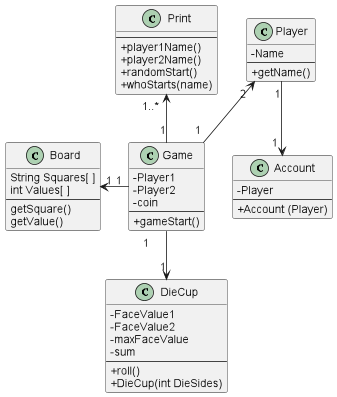 C Print
+player1Name()
+player2Name()
+randomStart()
+whoStarts(name)
C Player
-Name
+getName()
1..*
2
1
1
1
1
C Board
String Squares[ ]
int Values[ ]
getSquare()
getValue()
1 1
C Game
-Player1
-Player2
-coin
+gameStart()
C Account
-Player
+Account (Player)
1
1
C DieCup
-FaceValue1
-FaceValue2
-maxFaceValue
-sum
+roll()
+DieCup(int DieSides)